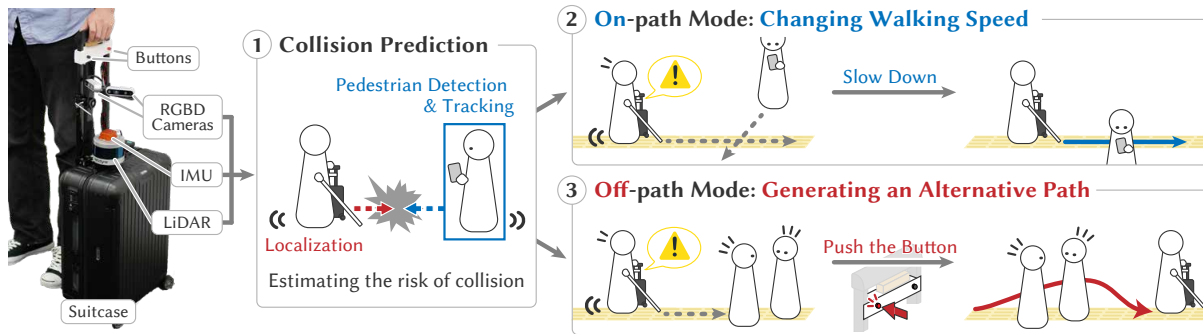 Buttons
RGBD
Cameras
IMU
LiDAR
Suitcase
1 Collision Prediction
Pedestrian Detection
& Tracking
Localization
Estimating the risk of collision
2 On-path Mode: Changing Walking Speed
!
Slow Down
3 Off-path Mode: Generating an Alternative Path
!
Push the Button